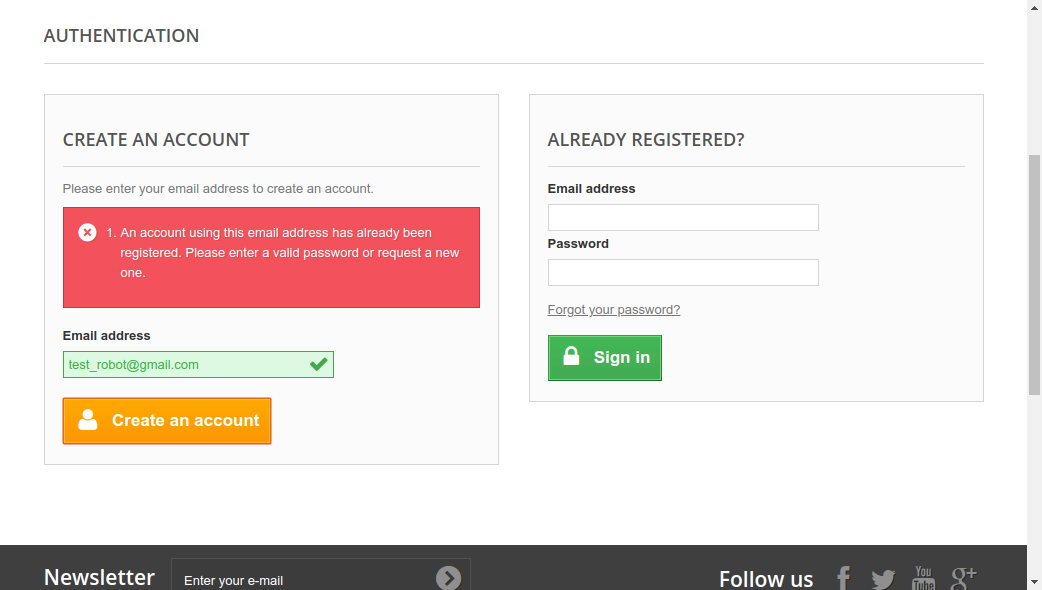 AUTHENTICATION
CREATE AN ACCOUNT
Please enter your email address to create an account.
1. An account using this email address has already been
registered. Please enter a valid password or request a new
one.
Email address
test_robot@gmail.com
Create an account
ALREADY REGISTERED?
Email address
Password
Forgot your password?
Sign in
Newsletter
Enter your e-mail
Follow us
f
You
Tube
g+